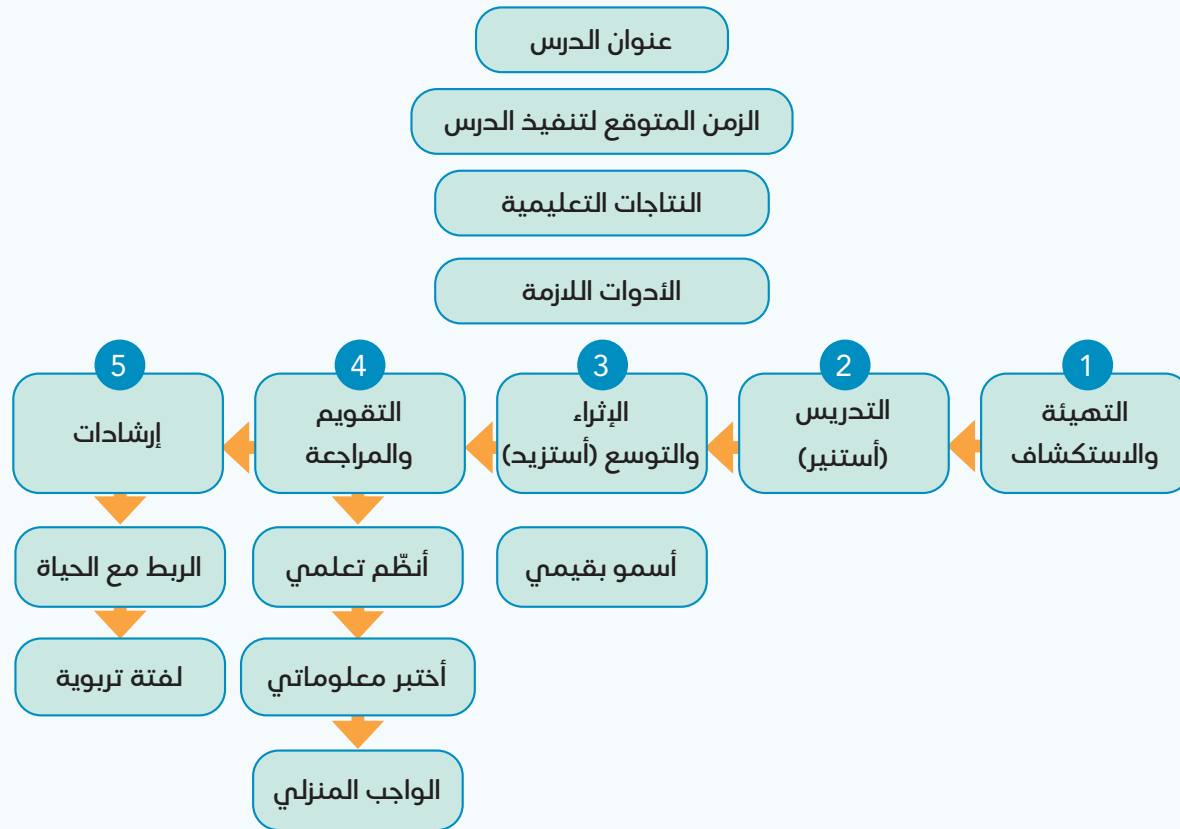 عنوان الدرس
الزمن المتوقع لتنفيذ الدرس
النتاجات التعليمية
الأدوات اللازمة
1
التهيئة
والاستكشاف
2
التدريس
(أستنير)
3
الإثراء
والتوسع (أستزيد)
أسمو بقيمي
4
التقويم
والمراجعة
أنظّم تعلمي
أختبر معلوماتي
الواجب المنزلي
5
إرشادات
الربط مع الحياة
لفتة تربوية